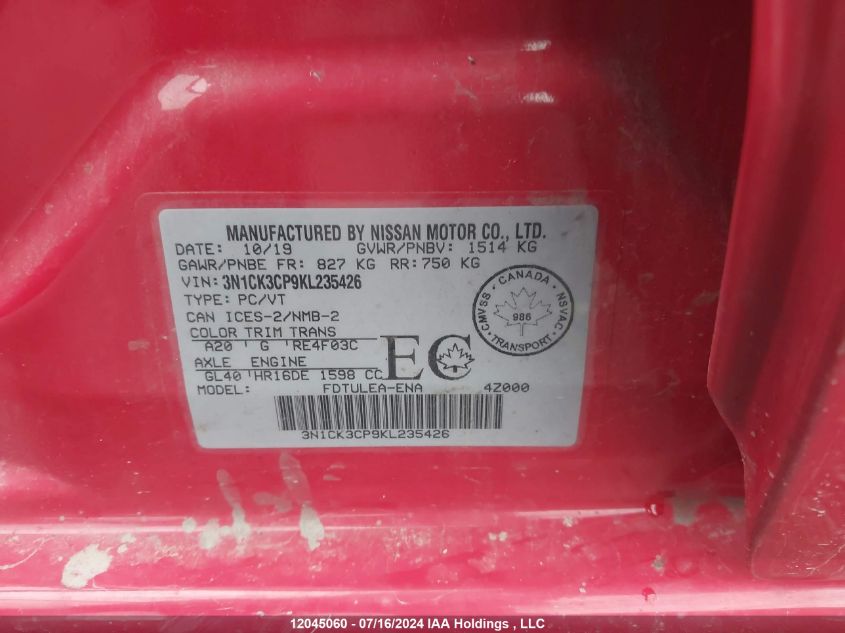 MANUFACTURED BY NISSAN MOTOR CO., LTD.
DATE: 10/19 GVWR/PNBV: 1514 KG
GAWR/PNBE FR: 827 KG RR: 750 KG
VIN: 3N1CK3CP9KL235426
TYPE: PC/VT
CAN ICES-2/NMB-2
COLOR TRIM TRANS
A20 ' G 'RE4F03C
AXLE ENGINE
GL40 'HR16DE 1598 CC
MODEL: FDTULEA-ENA 4Z000
EC
CANADA
CMVSS
NSVAC
986
TRANSPORT
3N1CK3CP9KL235426
12045060 - 07/16/2024 IAA Holdings , LLC